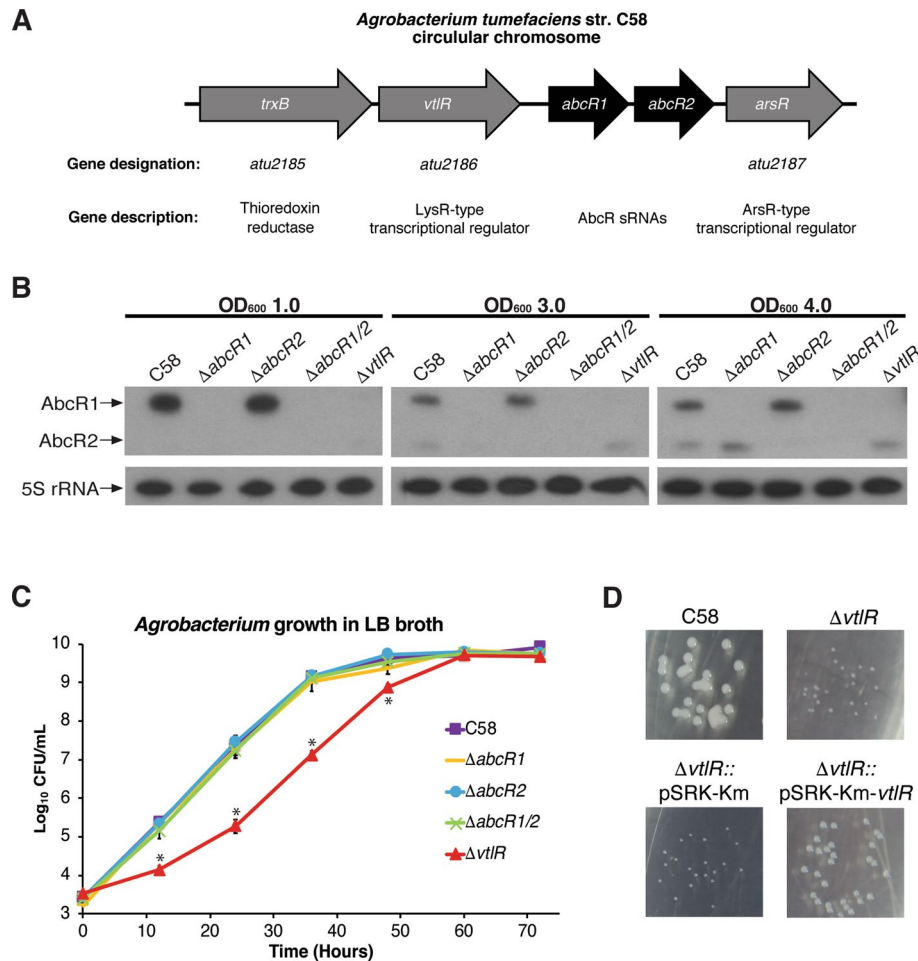 A
Agrobacterium tumefaciens str. C58
circulular chromosome
trxB vtlR abcR1 abcR2 arsR
Gene designation: atu2185 atu2186 atu2187
Gene description: Thioredoxin reductase LysR-type transcriptional regulator AbcR sRNAs ArsR-type transcriptional regulator
B
OD600 1.0 OD600 3.0 OD600 4.0
C58 ΔabcR1 ΔabcR2 ΔabcR1/2 ΔvtlR C58 ΔabcR1 ΔabcR2 ΔabcR1/2 ΔvtlR C58 ΔabcR1 ΔabcR2 ΔabcR1/2 ΔvtlR
AbcR1
AbcR2
5S rRNA
C
Agrobacterium growth in LB broth
Log10 CFU/mL
10
9
8
7
6
5
4
3
* * * *
C58
ΔabcR1
ΔabcR2
ΔabcR1/2
ΔvtlR
0 10 20 30 40 50 60 70
Time (Hours)
D
C58 ΔvtlR
ΔvtlR::
pSRK-Km
ΔvtlR::
pSRK-Km-vtlR